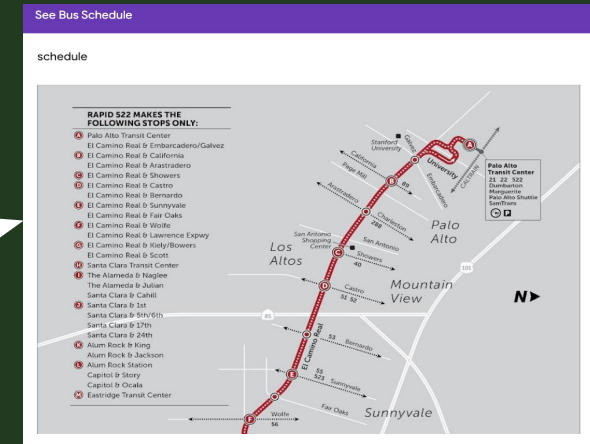 See Bus Schedule
schedule
RAPID 522 MAKES THE
FOLLOWING STOPS ONLY:
A Palo Alto Transit Center
El Camino Real & Embarcadero/Galvez
B El Camino Real & California
El Camino Real & Arastradero
C El Camino Real & Showers
D El Camino Real & Castro
El Camino Real & Bernardo
E El Camino Real & Sunnyvale
El Camino Real & Fair Oaks
F El Camino Real & Wolfe
El Camino Real & Lawrence Expwy
G El Camino Real & Kiely/Bowers
El Camino Real & Scott
H Santa Clara Transit Center
I The Alameda & Naglee
The Alameda & Julian
Santa Clara & Cahill
J Santa Clara & 1st
Santa Clara & 5th/6th
Santa Clara & 17th
Santa Clara & 24th
K Alum Rock & King
Alum Rock & Jackson
L Alum Rock Station
Capitol & Story
Capitol & Ocala
M Eastridge Transit Center
Stanford
University
Galvez
A
University
CALTRAIN
Embarcadero
Palo Alto
Transit Center
21 22 522
Dumbarton
Marguerite
Palo Alto Shuttle
SamTrans
P
California
B
89
Page Mill
Arastradero
Charleston
288
Palo
Alto
San Antonio
Shopping
Center
San Antonio
C
Showers
40
Los
Altos
101
Mountain
View
D
Castro
51 52
N
85
El Camino Real
53
Bernardo
E
55
523
Sunnyvale
Fair Oaks
Sunnyvale
F
Wolfe
56